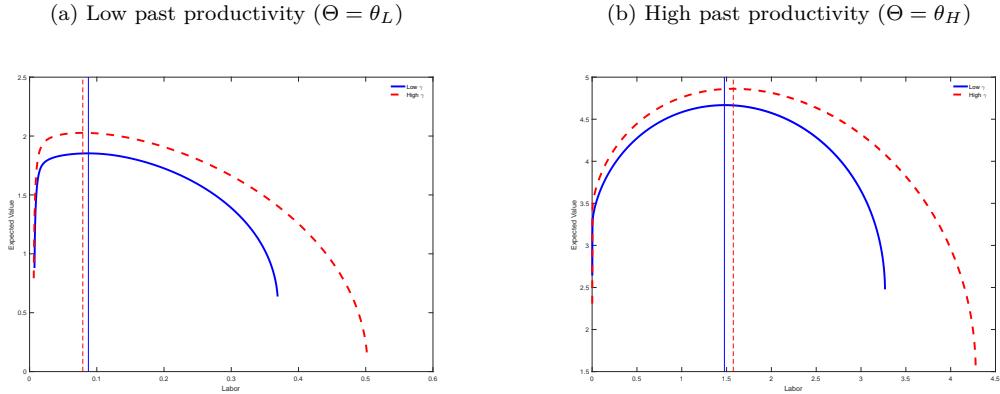 (a) Low past productivity (Θ = θ_L)
2.5
2
1.5
1
0.5
0
0 0.1 0.2 0.3 0.4 0.5 0.6
Expected Value
Labor
Low γ
High γ
(b) High past productivity (Θ = θ_H)
5
4.5
4
3.5
3
2.5
2
1.5
0 0.5 1 1.5 2 2.5 3 3.5 4 4.5
Expected Value
Labor
Low γ
High γ